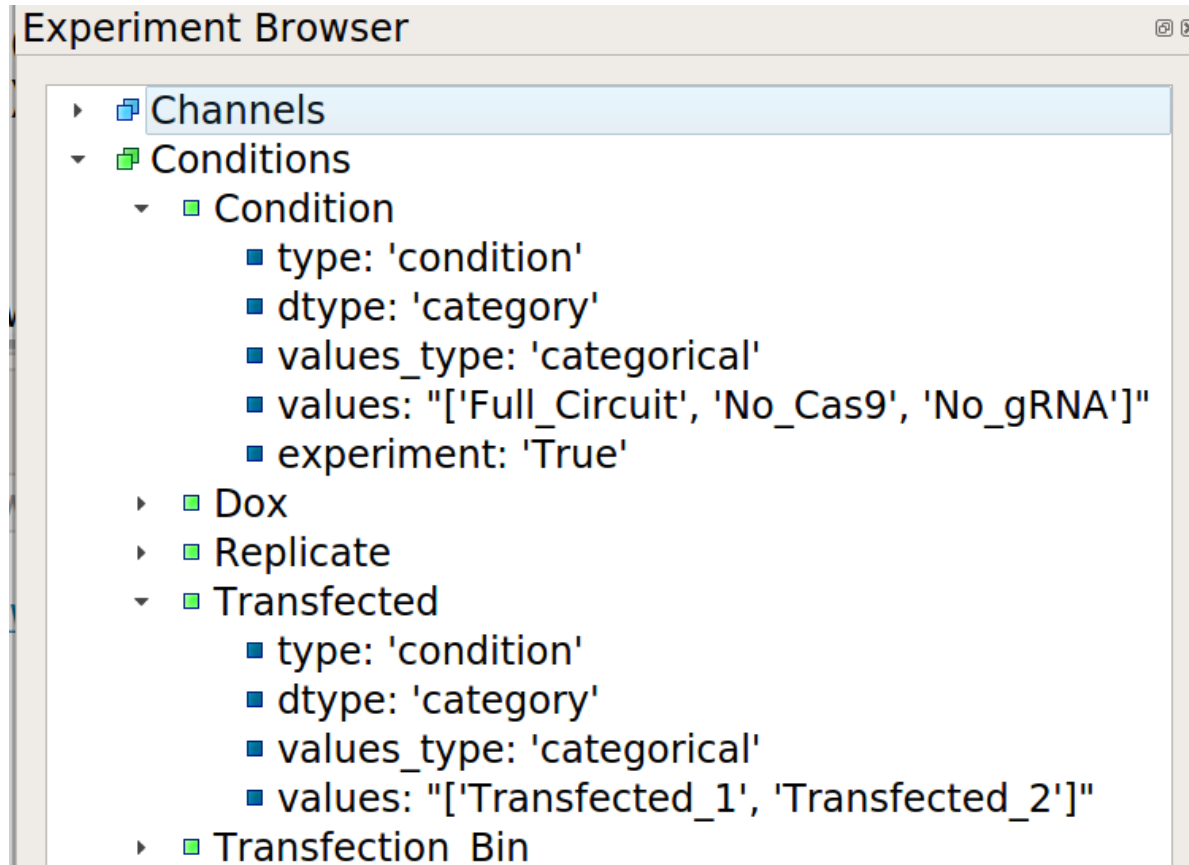 Experiment Browser
Channels
Conditions
Condition
type: 'condition'
dtype: 'category'
values_type: 'categorical'
values: "['Full_Circuit', 'No_Cas9', 'No_gRNA']"
experiment: 'True'
Dox
Replicate
Transfected
type: 'condition'
dtype: 'category'
values_type: 'categorical'
values: "['Transfected_1', 'Transfected_2']"
Transfection_Bin